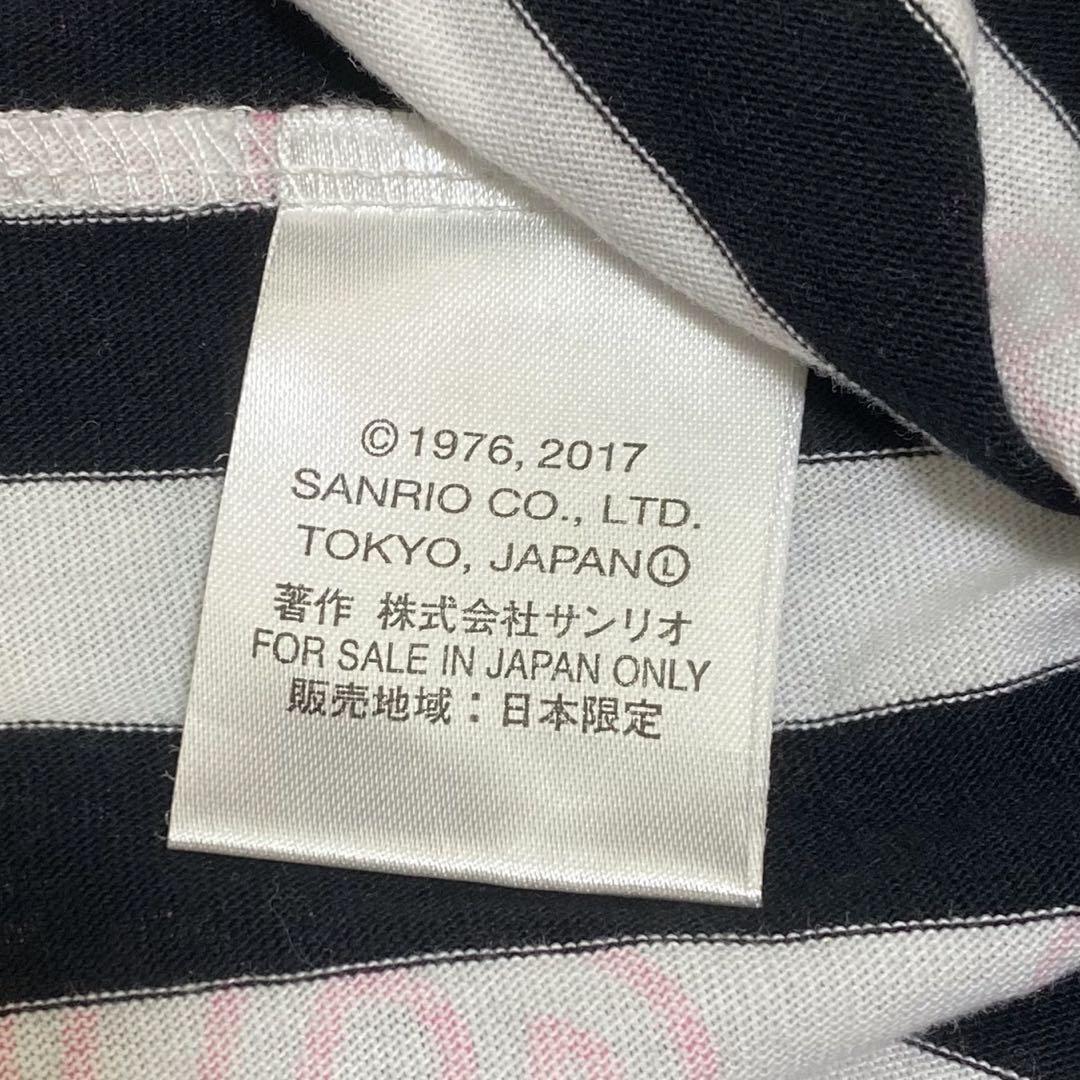 ©1976, 2017
SANRIO CO., LTD.
TOKYO, JAPANⓁ
著作 株式会社サンリオ
FOR SALE IN JAPAN ONLY
販売地域：日本限定